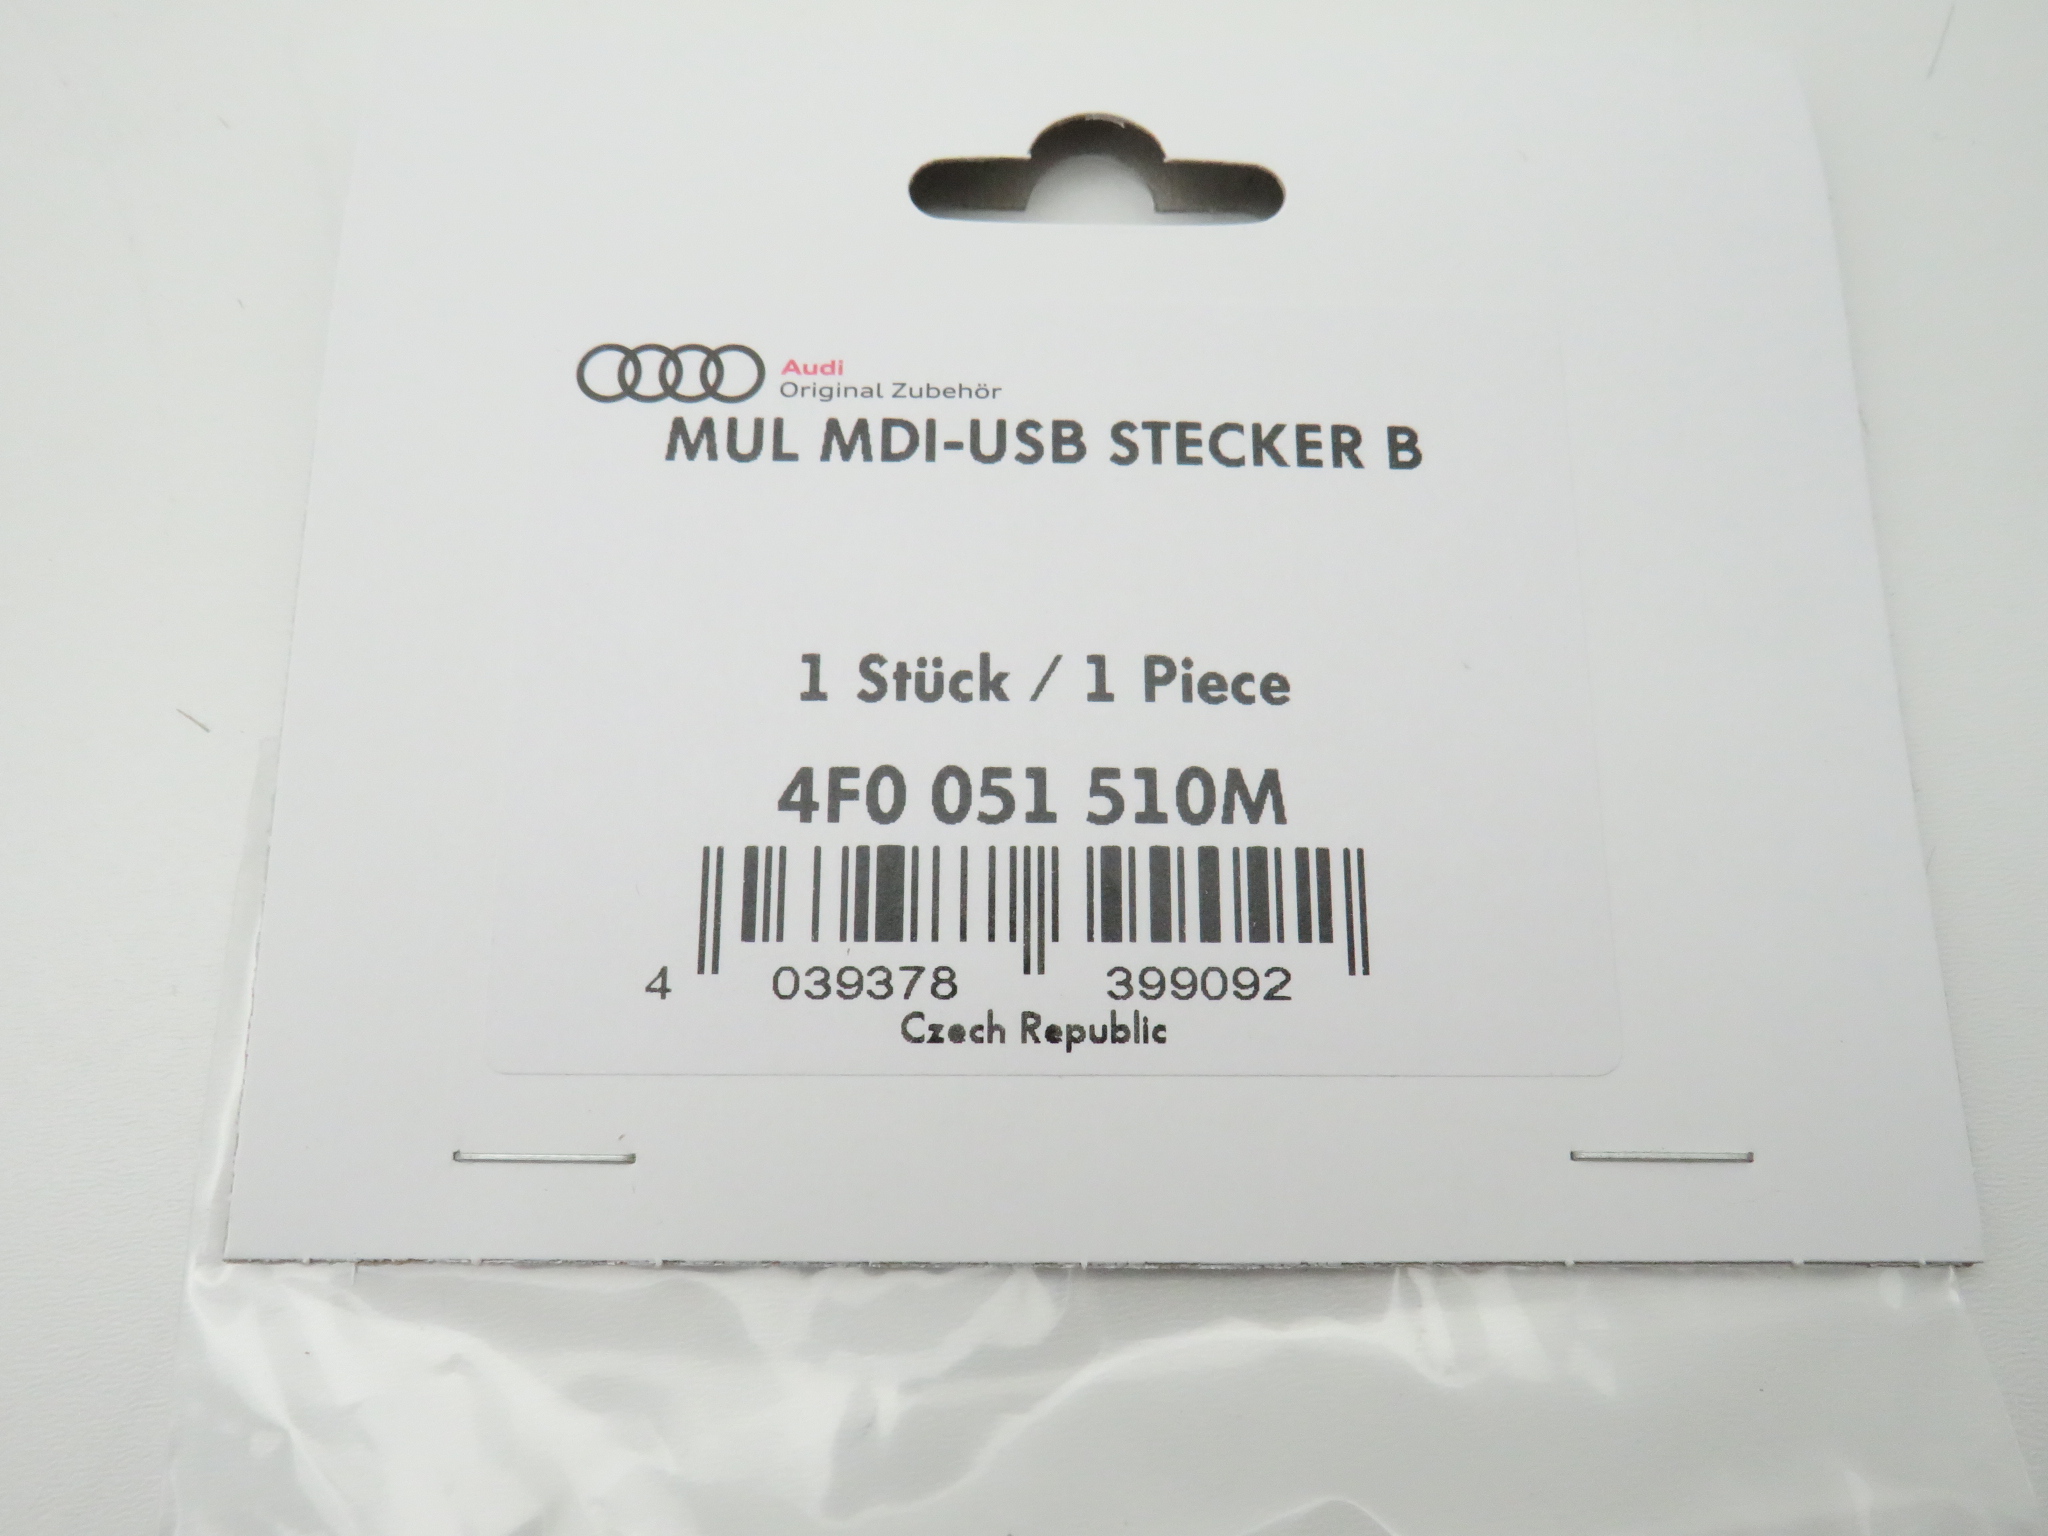 Audi
Original Zubehör
MUL MDI-USB STECKER B
1 Stück / 1 Piece
4F0 051 510M
4 039378 399092
Czech Republic